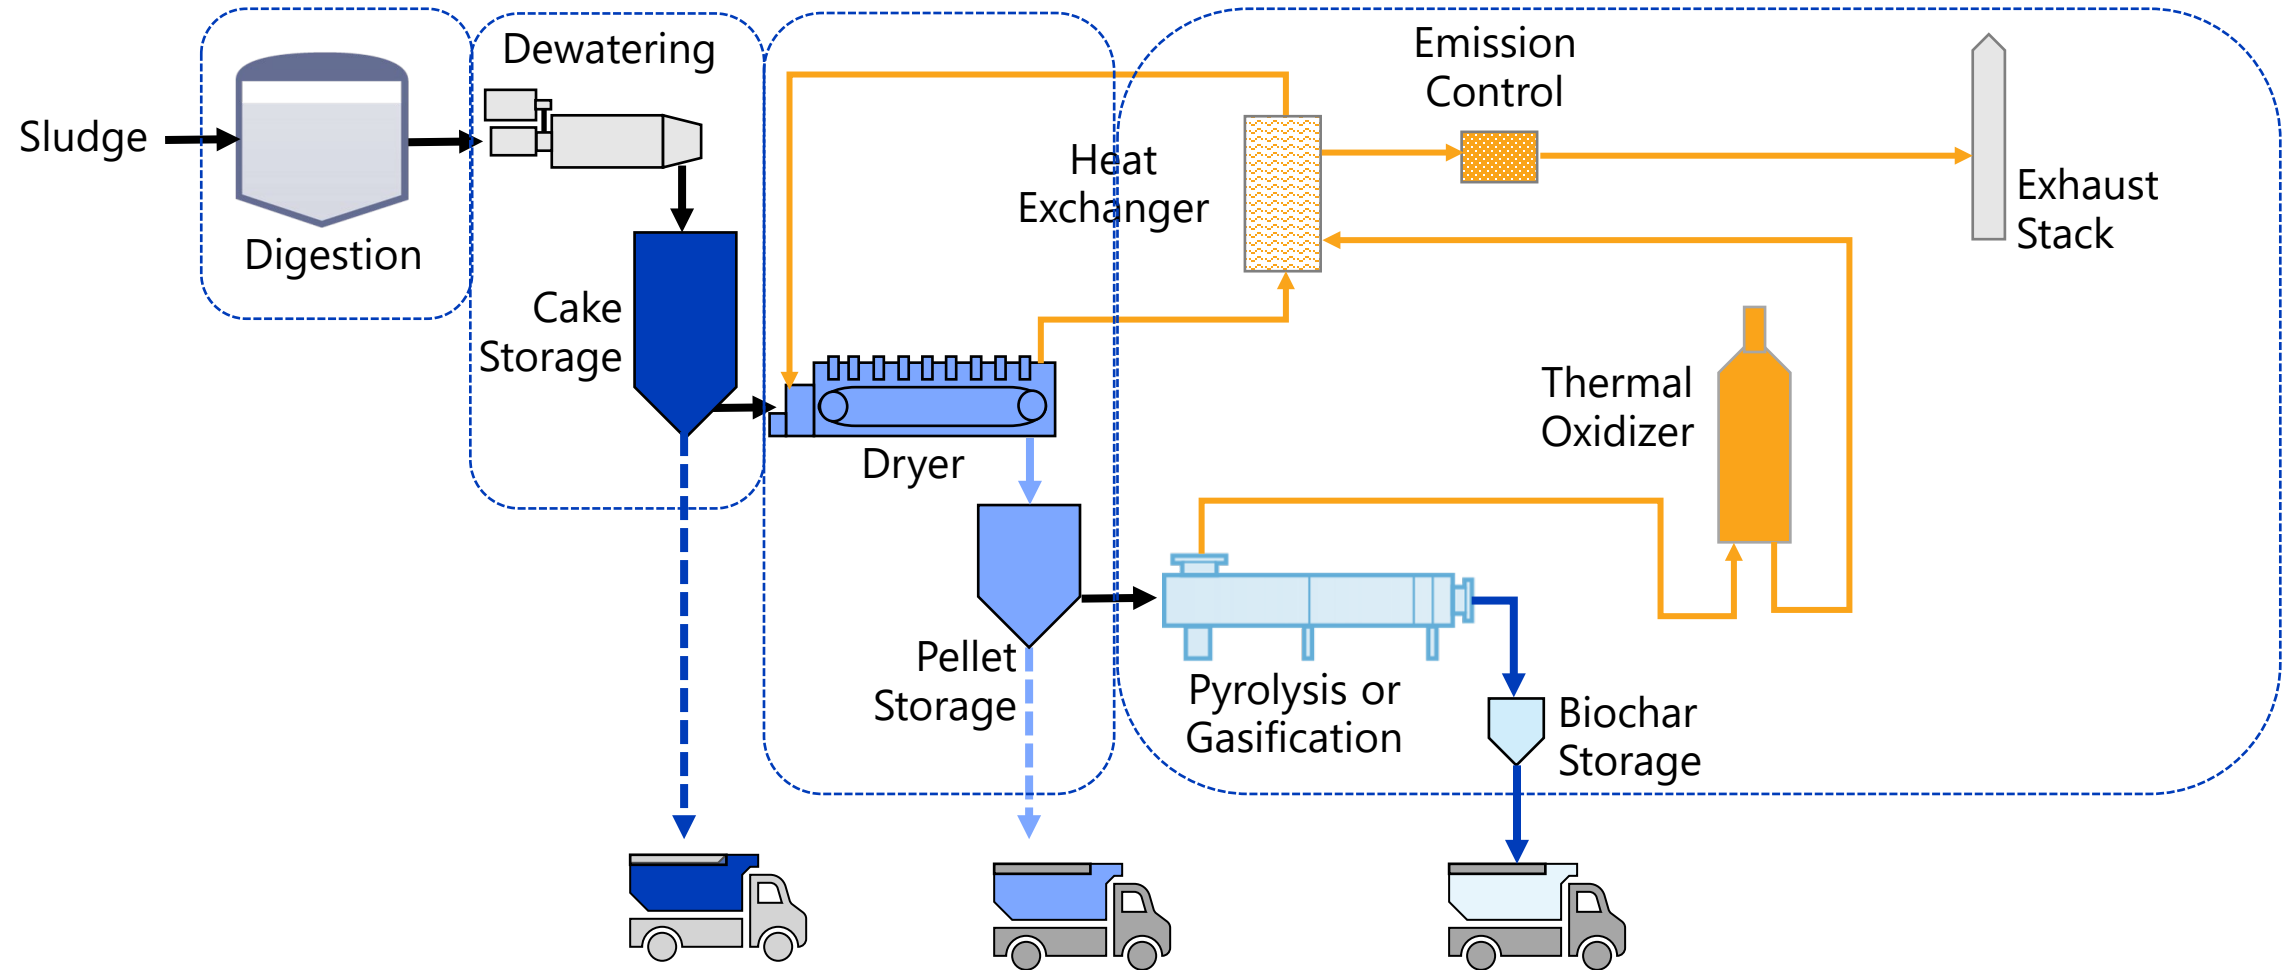 Sludge
Digestion
Dewatering
Cake
Storage
Dryer
Pellet
Storage
Heat
Exchanger
Emission
Control
Exhaust
Stack
Thermal
Oxidizer
Pyrolysis or
Gasification
Biochar
Storage